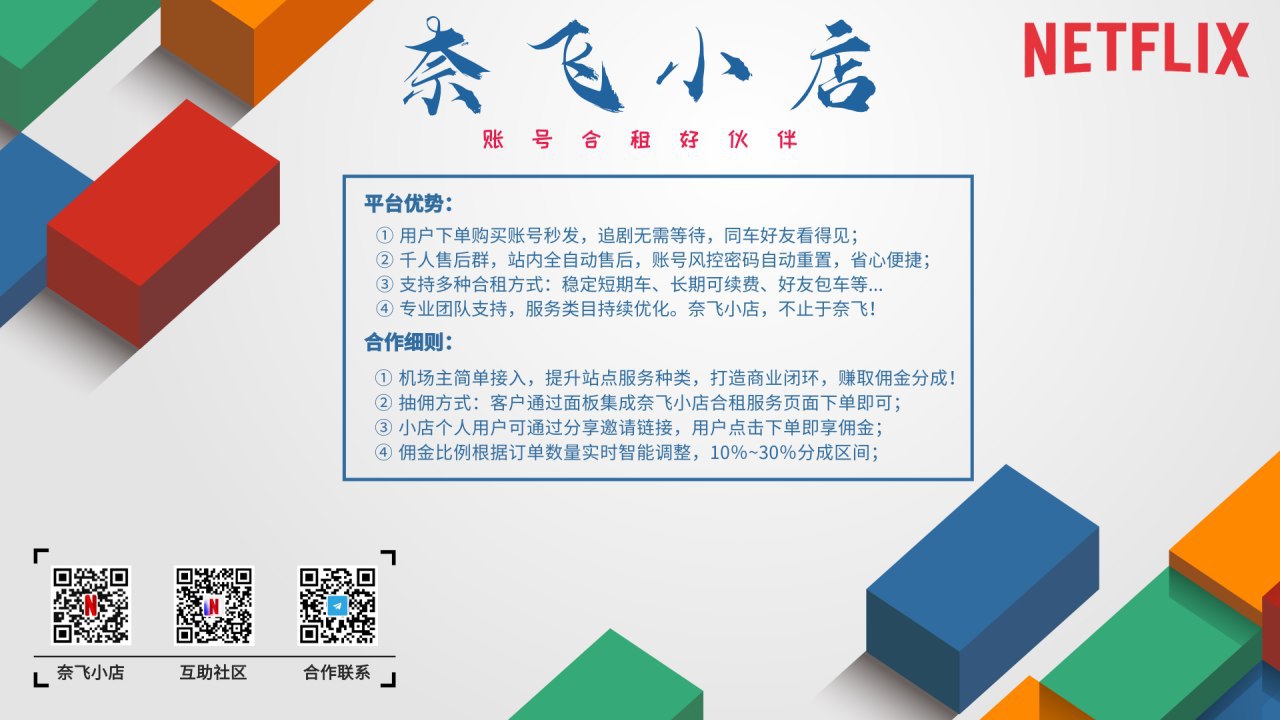 奈飞小店
NETFLIX
账号合租好伙伴
平台优势：
① 用户下单购买账号秒发，追剧无需等待，同车好友看得见；
② 千人售后群，站内全自动售后，账号风控密码自动重置，省心便捷；
③ 支持多种合租方式：稳定短期车、长期可续费、好友包车等...
④ 专业团队支持，服务类目持续优化。奈飞小店，不止于奈飞！
合作细则：
① 机场主简单接入，提升站点服务种类，打造商业闭环，赚取佣金分成！
② 抽佣方式：客户通过面板集成奈飞小店合租服务页面下单即可；
③ 小店个人用户可通过分享邀请链接，用户点击下单即享佣金；
④ 佣金比例根据订单数量实时智能调整，10%~30%分成区间；
奈飞小店 互助社区 合作联系